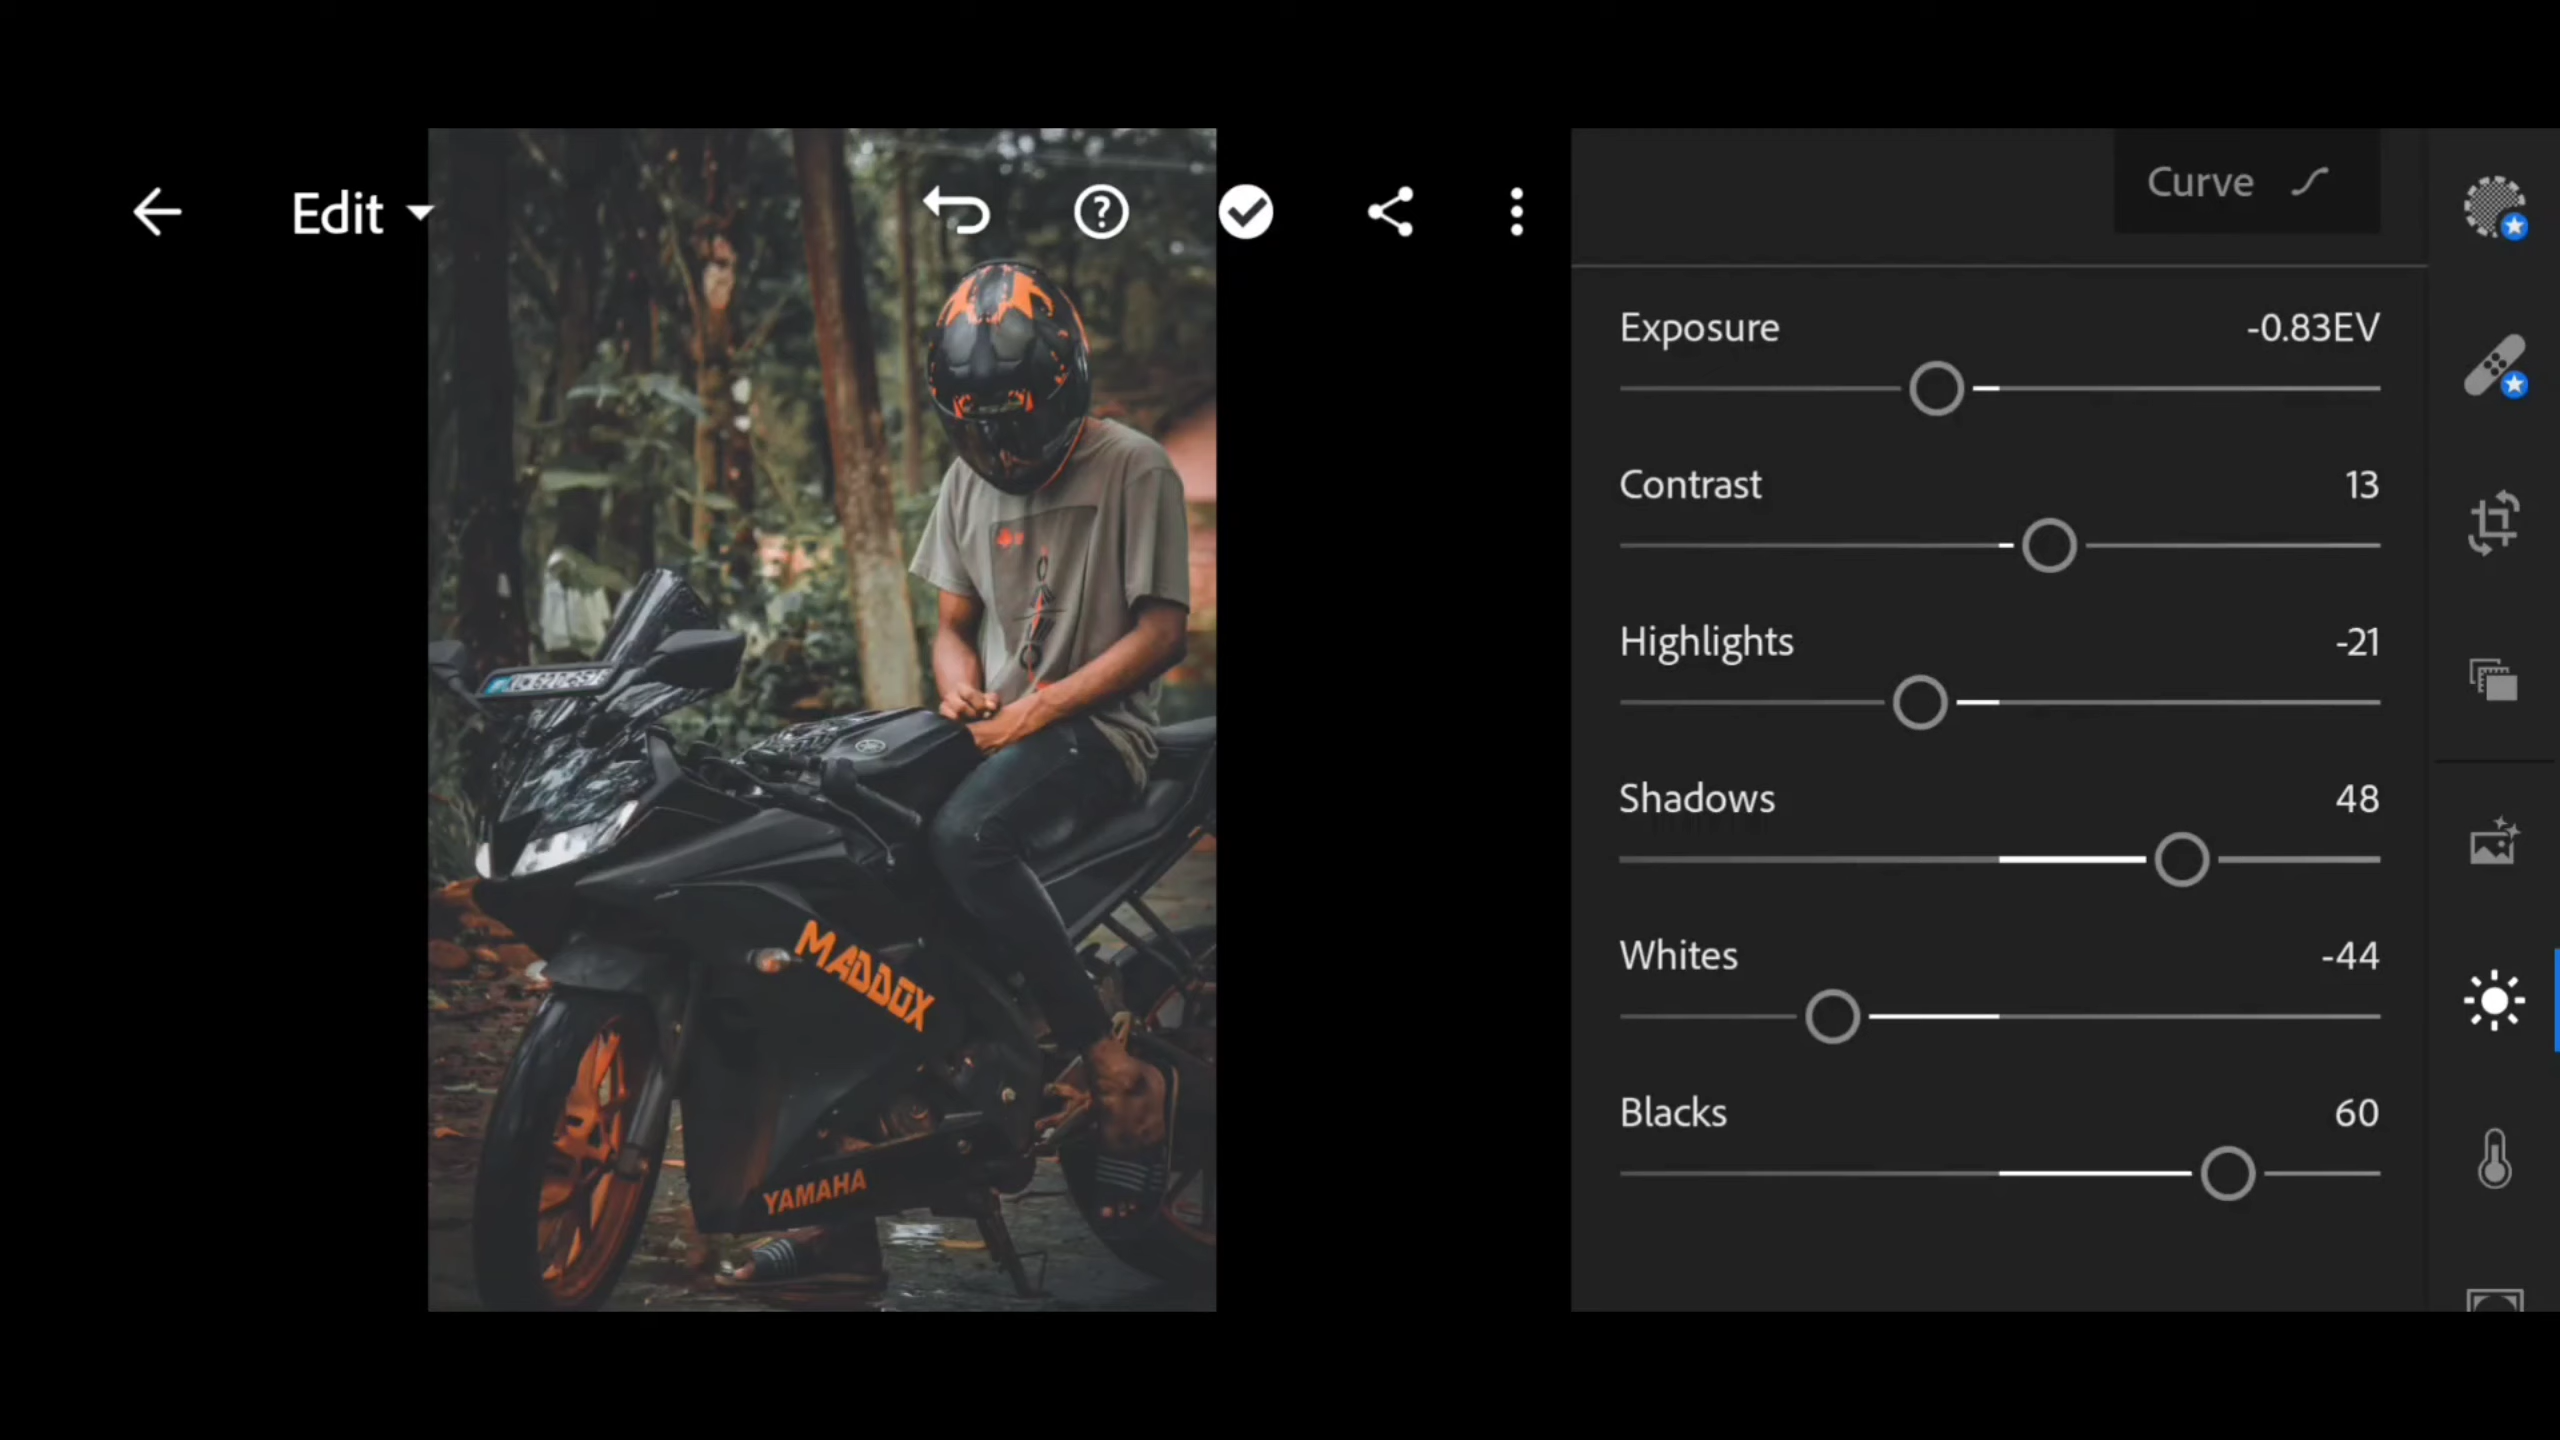 Edit
Curve
Exposure -0.83EV
Contrast 13
Highlights -21
Shadows 48
Whites -44
Blacks 60
MADDOX
YAMAHA